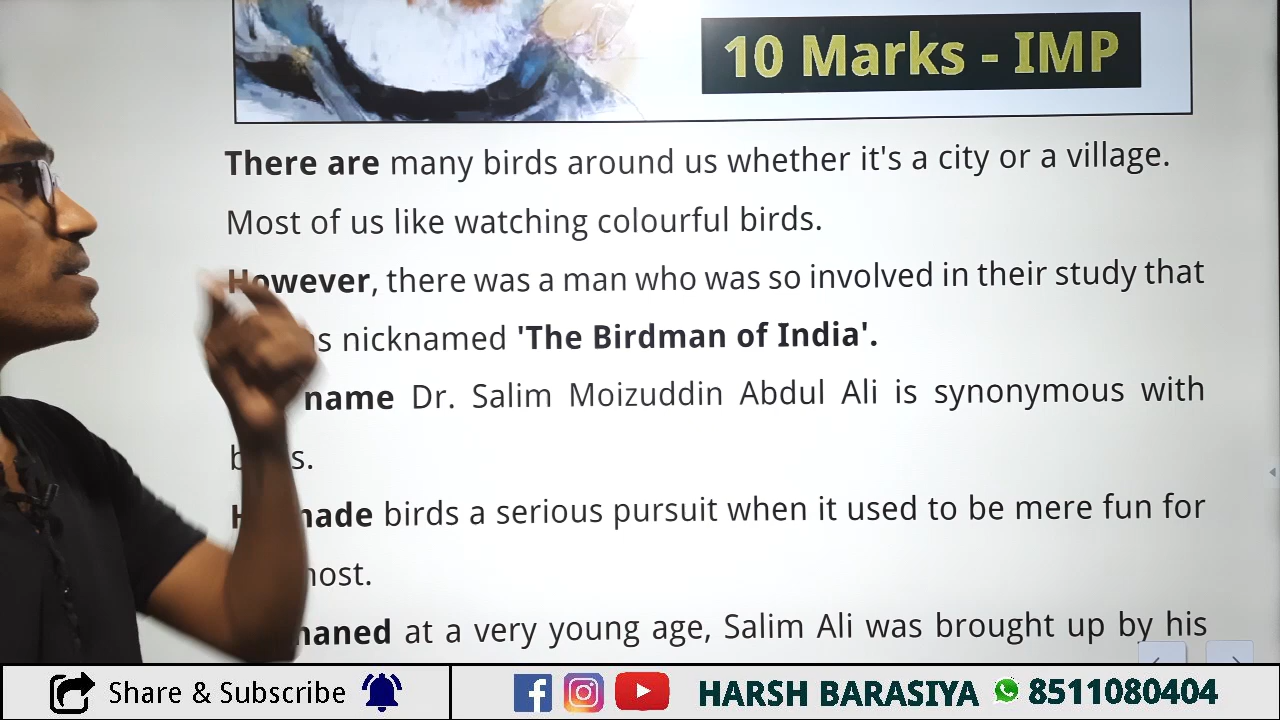 10 Marks - IMP
There are many birds around us whether it's a city or a village.
Most of us like watching colourful birds.
However, there was a man who was so involved in their study that
nicknamed 'The Birdman of India'.
name Dr. Salim Moizuddin Abdul Ali is synonymous with
made birds a serious pursuit when it used to be mere fun for
most.
at a very young age, Salim Ali was brought up by his
Share & Subscribe
HARSH BARASIYA 8511080404